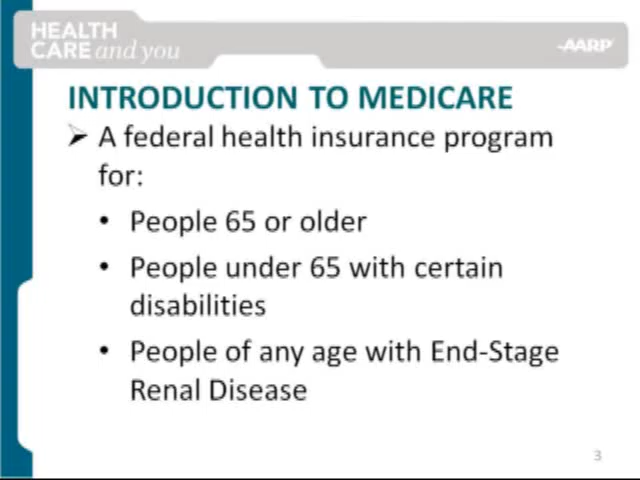 HEALTH
CARE and you
AARP
INTRODUCTION TO MEDICARE
➢ A federal health insurance program
for:
• People 65 or older
• People under 65 with certain
disabilities
• People of any age with End-Stage
Renal Disease
3